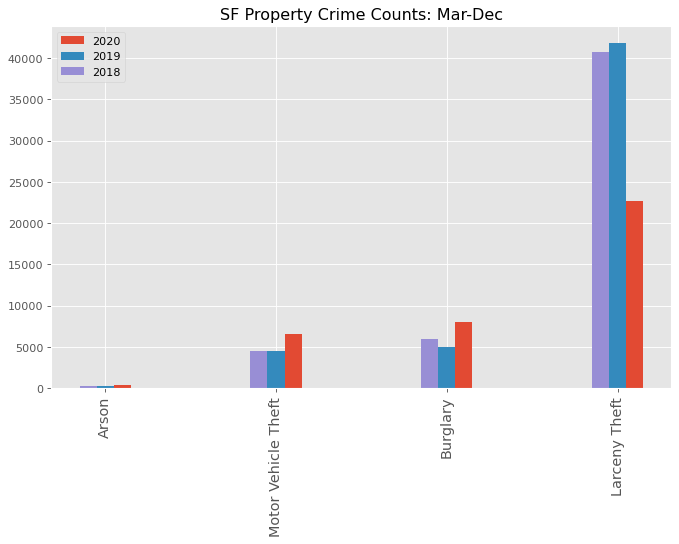 SF Property Crime Counts: Mar-Dec
2020
2019
2018
40000
35000
30000
25000
20000
15000
10000
5000
0
Arson
Motor Vehicle Theft
Burglary
Larceny Theft